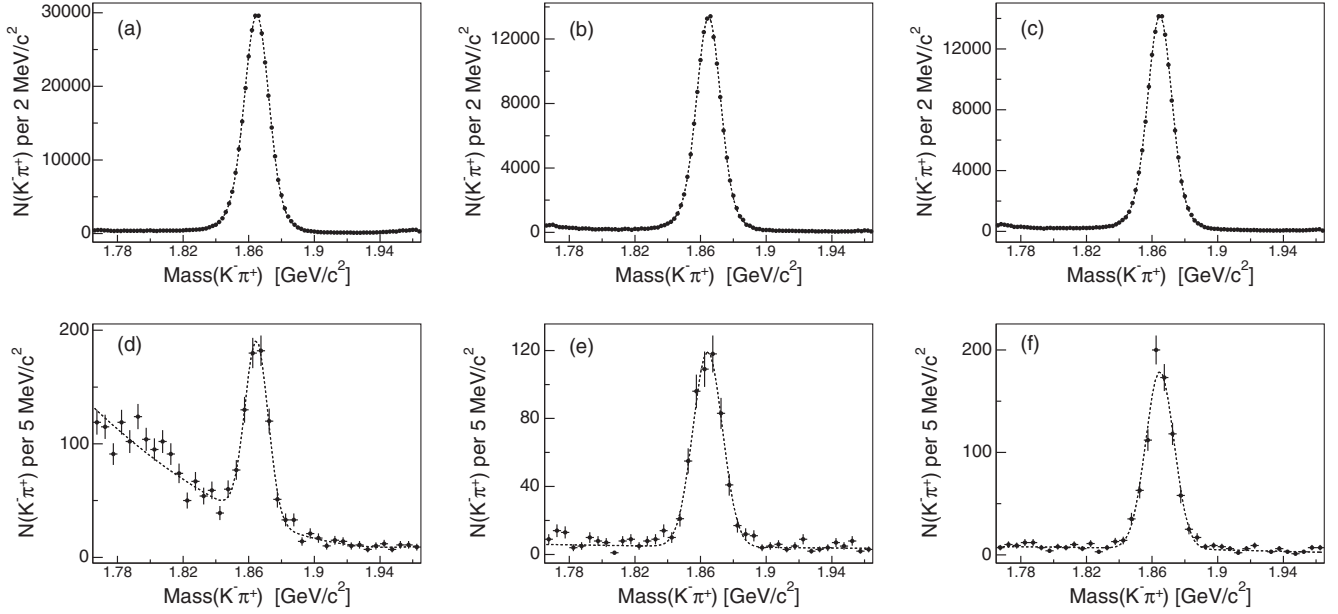 (a)
N(K⁻π⁺) per 2 MeV/c²
30000
20000
10000
0
1.78 1.82 1.86 1.9 1.94
Mass(K⁻π⁺) [GeV/c²]
(b)
N(K⁻π⁺) per 2 MeV/c²
12000
8000
4000
0
1.78 1.82 1.86 1.9 1.94
Mass(K⁻π⁺) [GeV/c²]
(c)
N(K⁻π⁺) per 2 MeV/c²
12000
8000
4000
0
1.78 1.82 1.86 1.9 1.94
Mass(K⁻π⁺) [GeV/c²]
(d)
N(K⁻π⁺) per 5 MeV/c²
200
100
0
1.78 1.82 1.86 1.9 1.94
Mass(K⁻π⁺) [GeV/c²]
(e)
N(K⁻π⁺) per 5 MeV/c²
120
80
40
0
1.78 1.82 1.86 1.9 1.94
Mass(K⁻π⁺) [GeV/c²]
(f)
N(K⁻π⁺) per 5 MeV/c²
200
100
0
1.78 1.82 1.86 1.9 1.94
Mass(K⁻π⁺) [GeV/c²]